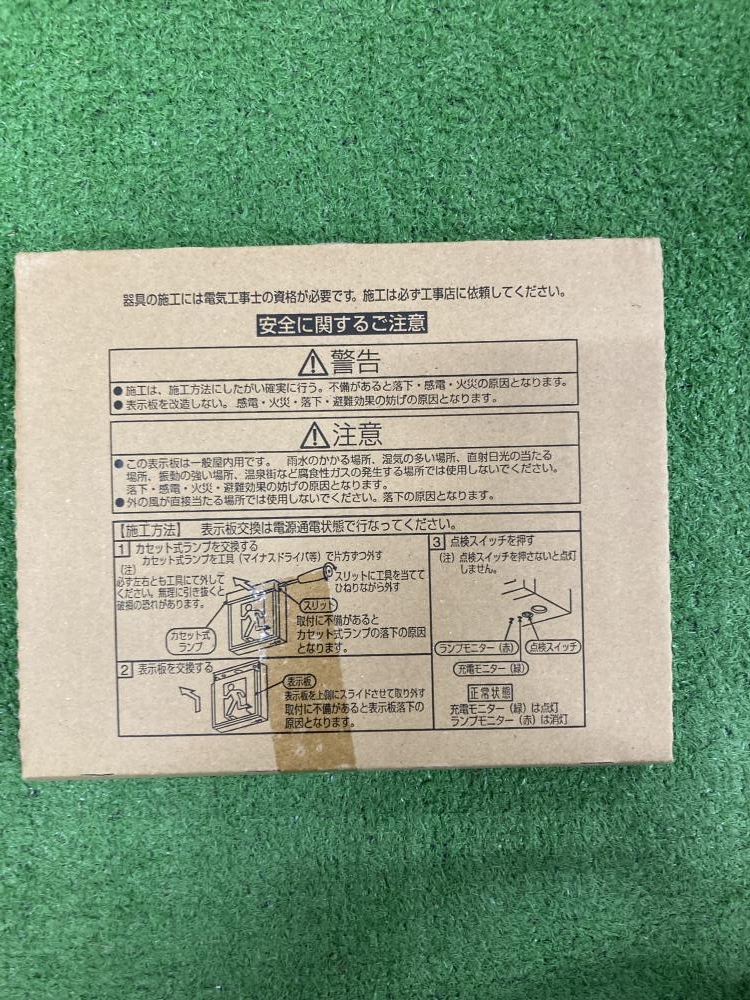 器具の施工には電気工事士の資格が必要です。施工は必ず工事店に依頼してください。
安全に関するご注意
⚠警告
●施工は、施工方法にしたがい確実に行う。不備があると落下・感電・火災の原因となります。
●表示板を改造しない。感電・火災・落下・避難効果の妨げの原因となります。
⚠注意
●この表示板は一般屋内用です。 雨水のかかる場所、湿気の多い場所、直射日光の当たる
場所、振動の強い場所、温泉街など腐食性ガスの発生する場所では使用しないでください。
落下・感電・火災・避難効果の妨げの原因となります。
●外の風が直接当たる場所では使用しないでください。落下の原因となります。
【施工方法】 表示板交換は電源通電状態で行なってください。
1 カセット式ランプを交換する
カセット式ランプを工具（マイナスドライバ等）で片方ずつ外す
（注）
必ず左右とも工具にて外して
ください。無理に引き抜くと
破損の恐れがあります。
スリットに工具を当てて
ひねりながら外す
スリット
取付に不備があると
カセット式ランプの落下の原因
となります。
カセット式
ランプ
2 表示板を交換する
表示板
表示板を上側にスライドさせて取り外す
取付に不備があると表示板落下の
原因となります。
3 点検スイッチを押す
（注）点検スイッチを押さないと点灯
しません。
ランプモニター（赤）
点検スイッチ
充電モニター（緑）
正常状態
充電モニター（緑）は点灯
ランプモニター（赤）は消灯